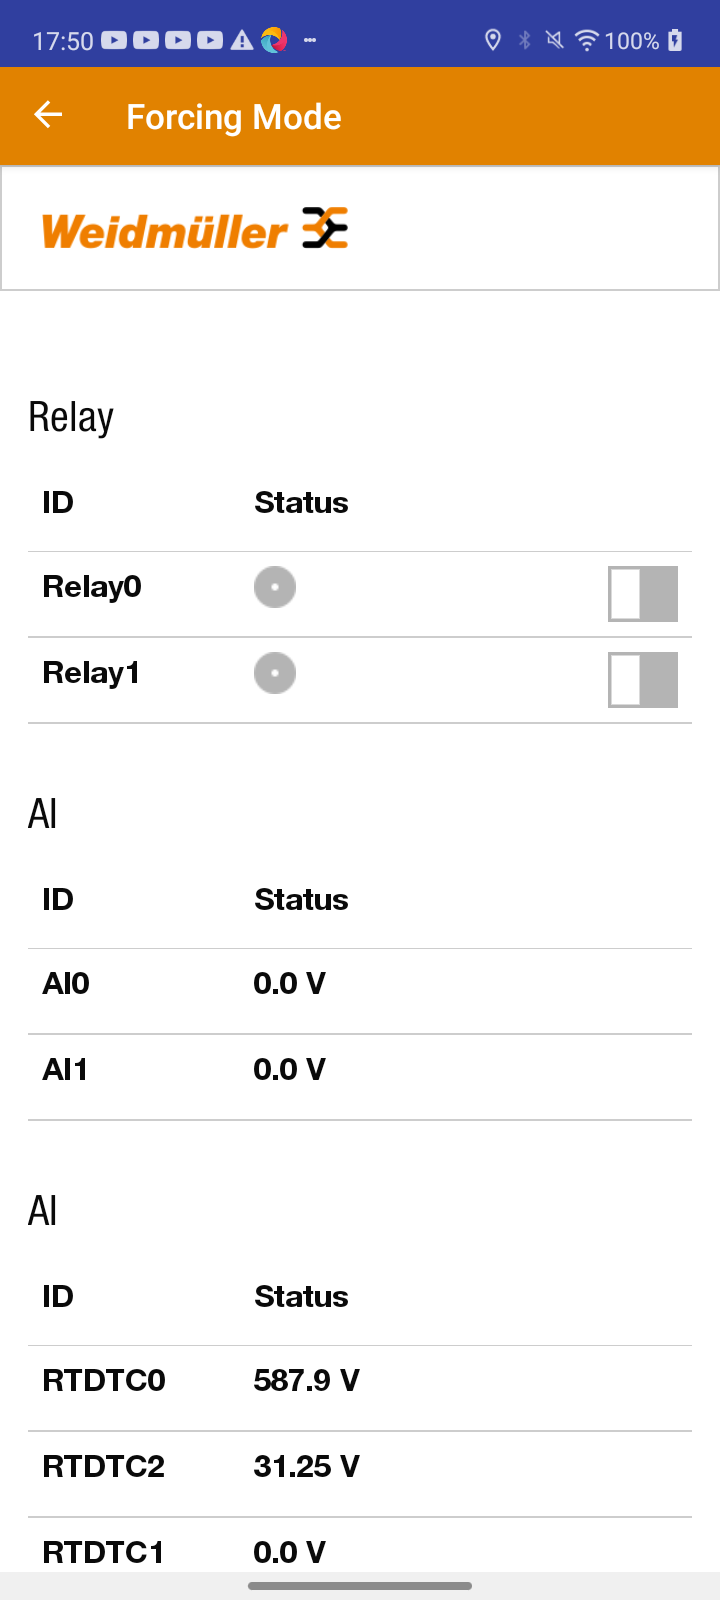 17:50
100%
Forcing Mode
Weidmüller
Relay
ID Status
Relay0
Relay1
AI
ID Status
AI0 0.0 V
AI1 0.0 V
AI
ID Status
RTDTC0 587.9 V
RTDTC2 31.25 V
RTDTC1 0.0 V